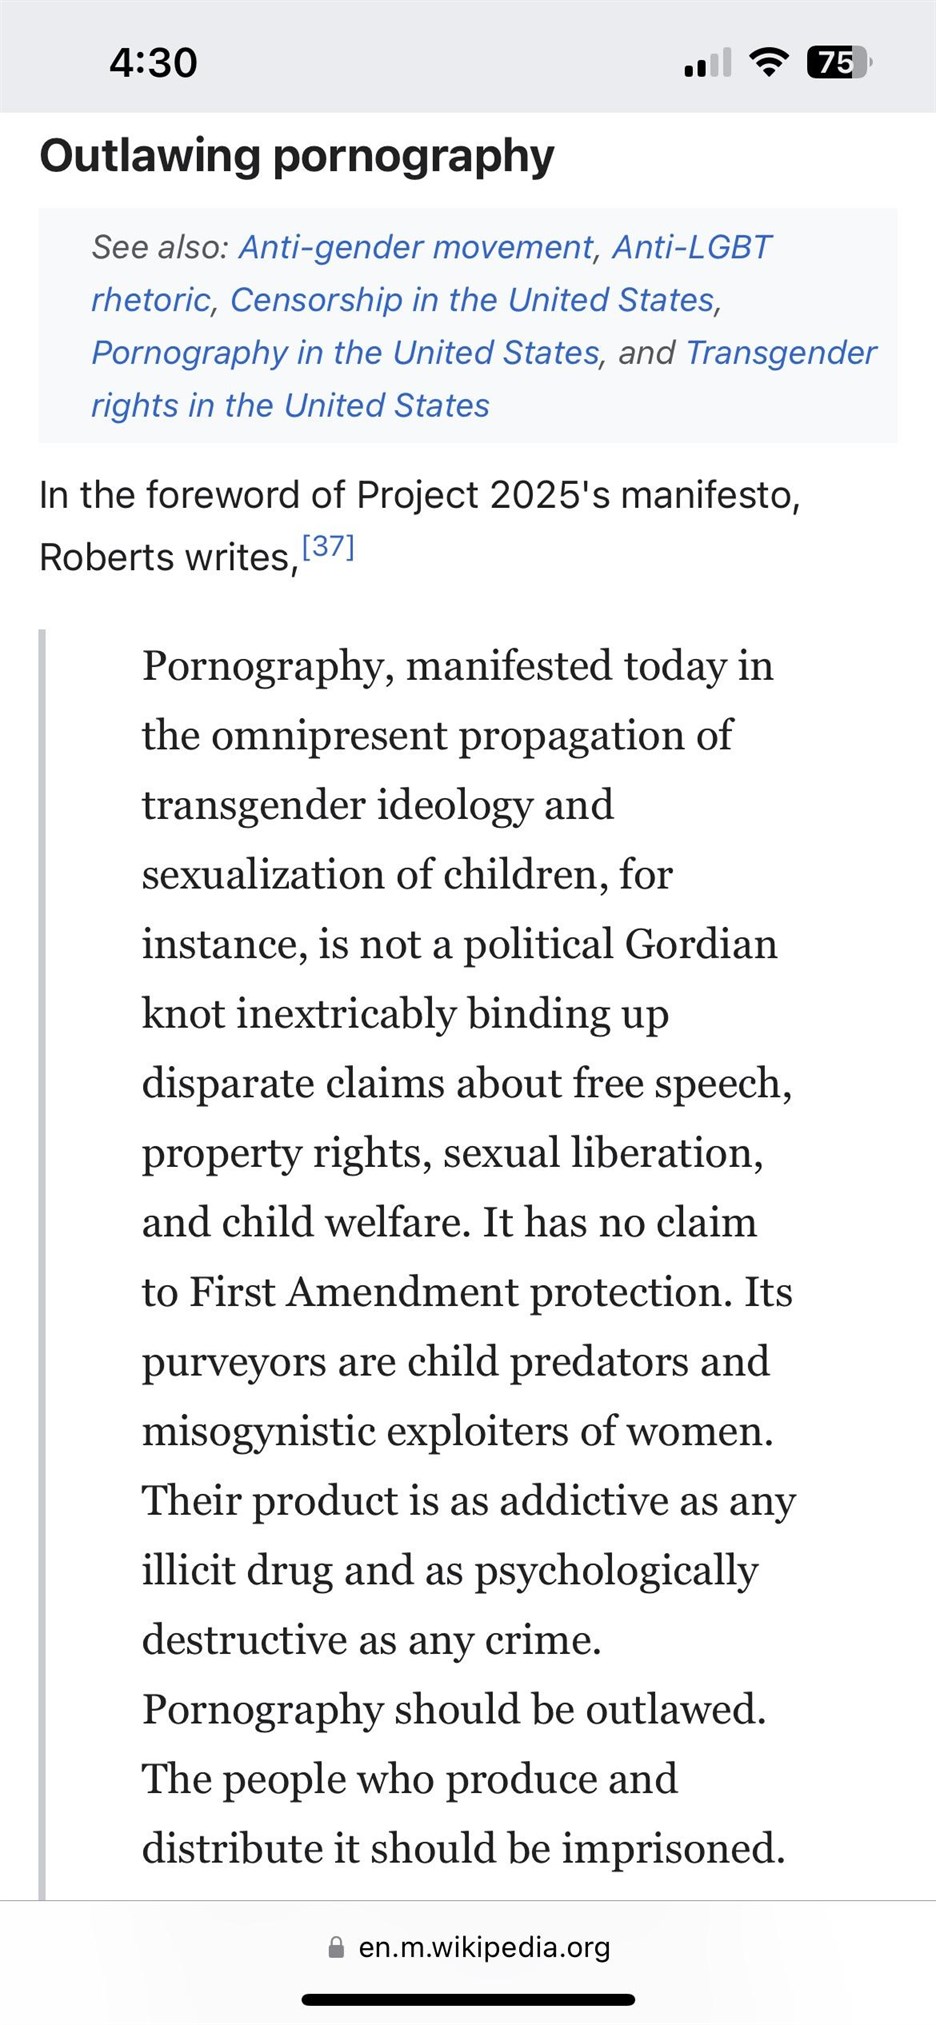 4:30
75
Outlawing pornography
See also: Anti-gender movement, Anti-LGBT
rhetoric, Censorship in the United States,
Pornography in the United States, and Transgender
rights in the United States
In the foreword of Project 2025's manifesto,
Roberts writes,[37]
Pornography, manifested today in
the omnipresent propagation of
transgender ideology and
sexualization of children, for
instance, is not a political Gordian
knot inextricably binding up
disparate claims about free speech,
property rights, sexual liberation,
and child welfare. It has no claim
to First Amendment protection. Its
purveyors are child predators and
misogynistic exploiters of women.
Their product is as addictive as any
illicit drug and as psychologically
destructive as any crime.
Pornography should be outlawed.
The people who produce and
distribute it should be imprisoned.
en.m.wikipedia.org